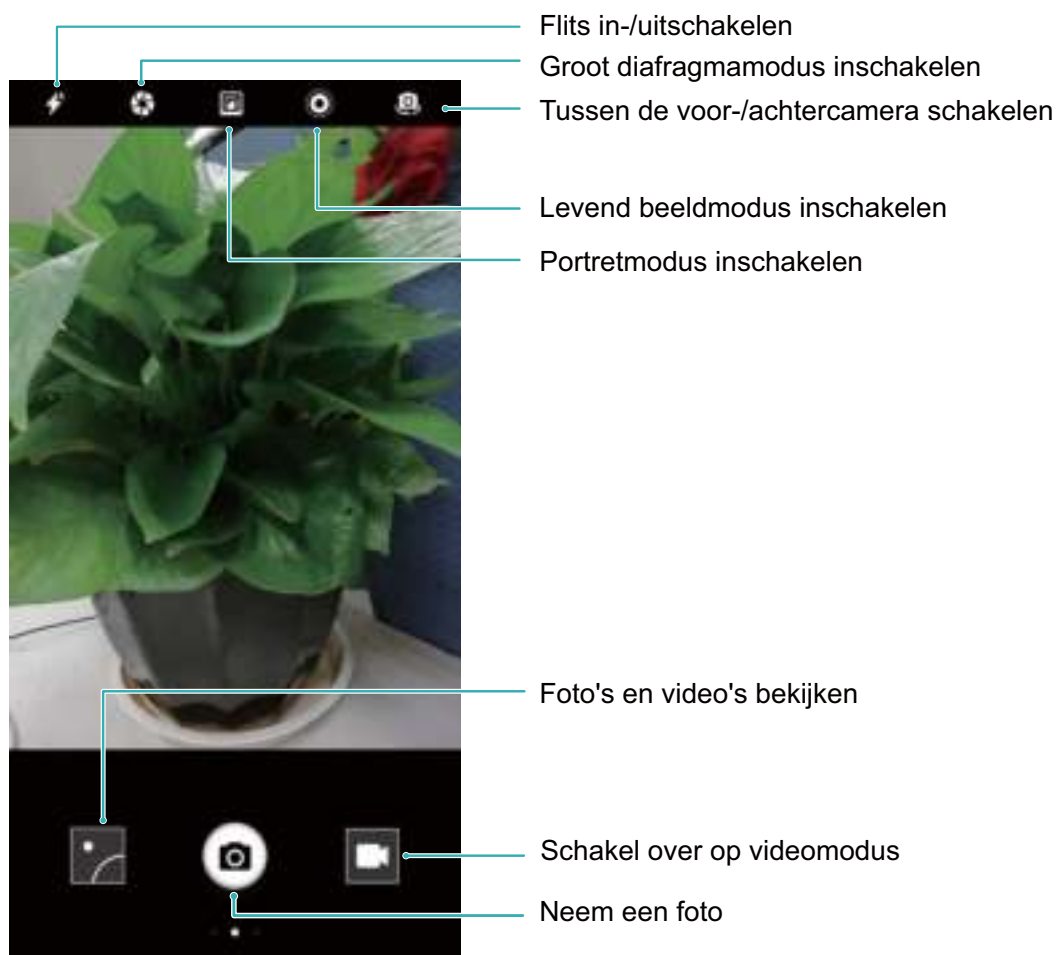 Flits in-/uitschakelen
Groot diafragmamodus inschakelen
Tussen de voor-/achtercamera schakelen
Levend beeldmodus inschakelen
Portretmodus inschakelen
Foto's en video's bekijken
Schakel over op videomodus
Neem een foto